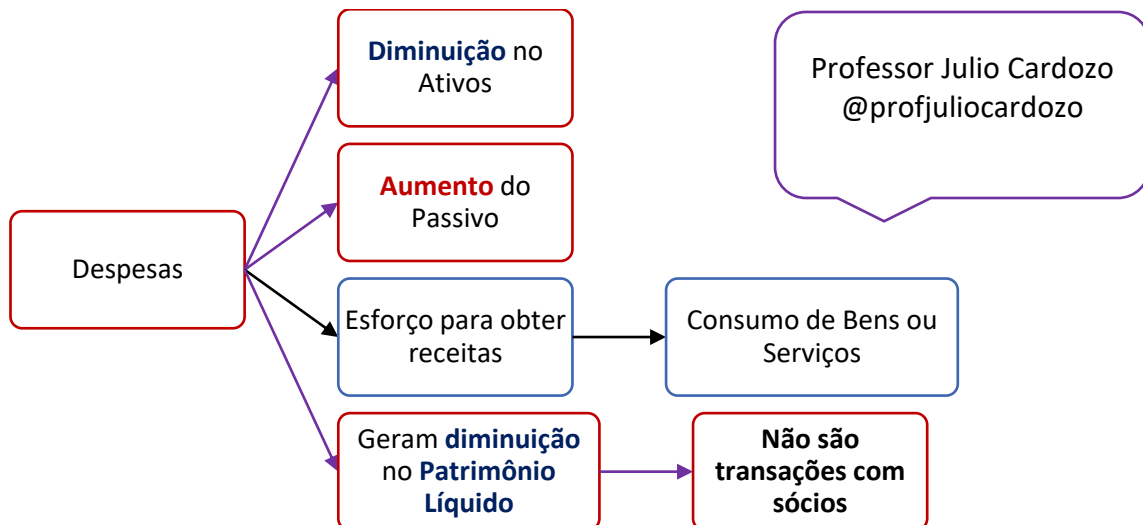 Diminuição no
Ativos
Professor Julio Cardozo
@profjuliocardozo
Aumento do
Passivo
Despesas
Esforço para obter
receitas
Consumo de Bens ou
Serviços
Geram diminuição
no Patrimônio
Líquido
Não são
transações com
sócios